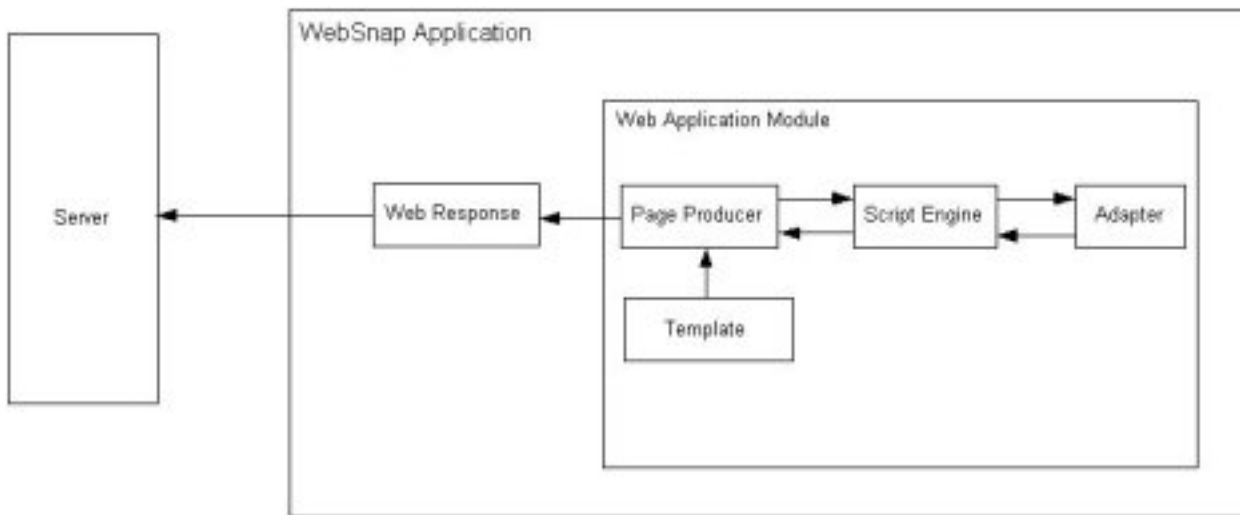 WebSnap Application
Web Application Module
Server
Web Response
Page Producer
Script Engine
Adapter
Template